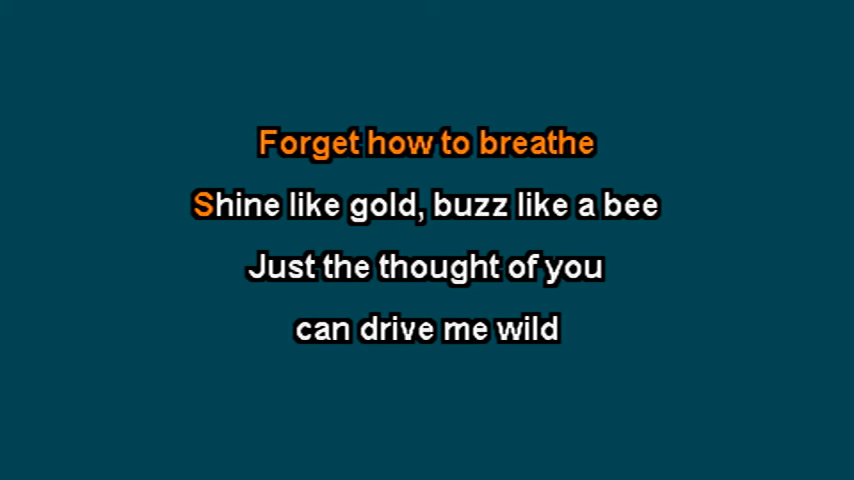 Forget how to breathe
Shine like gold, buzz like a bee
Just the thought of you
can drive me wild